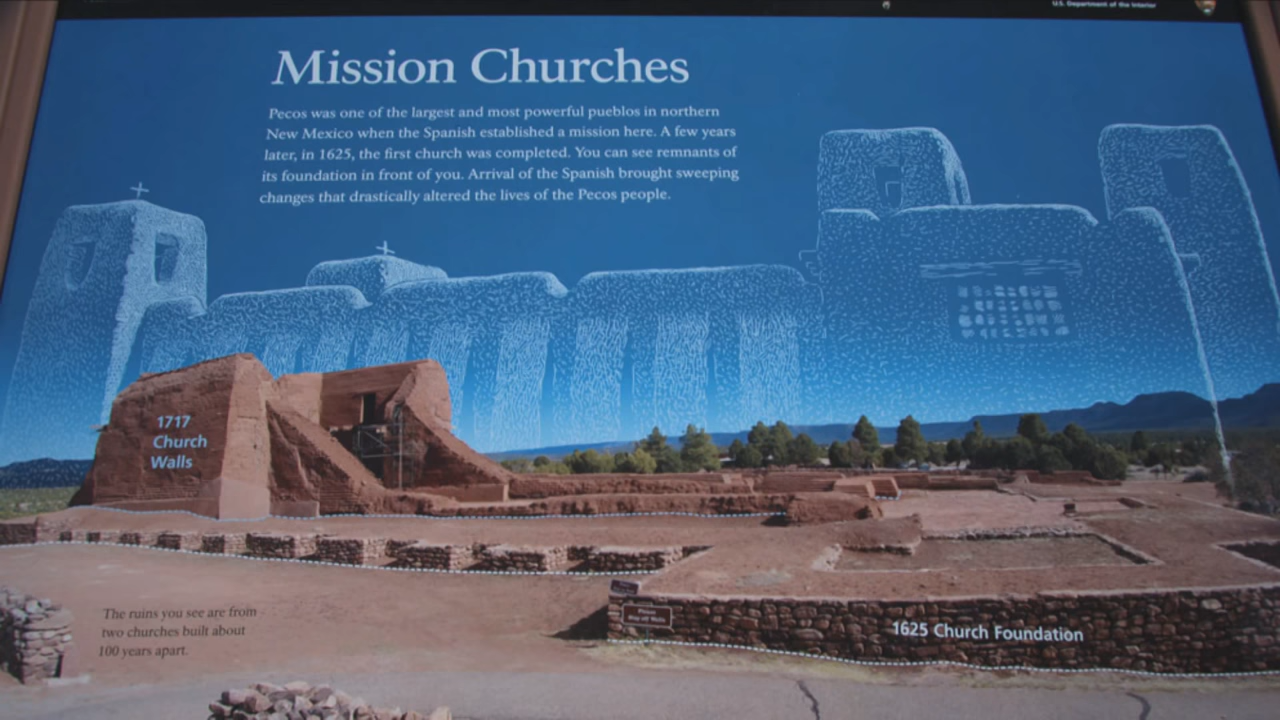 U.S. Department of the Interior
Mission Churches
Pecos was one of the largest and most powerful pueblos in northern
New Mexico when the Spanish established a mission here. A few years
later, in 1625, the first church was completed. You can see remnants of
its foundation in front of you. Arrival of the Spanish brought sweeping
changes that drastically altered the lives of the Pecos people.
1717
Church
Walls
The ruins you see are from
two churches built about
100 years apart.
1625 Church Foundation